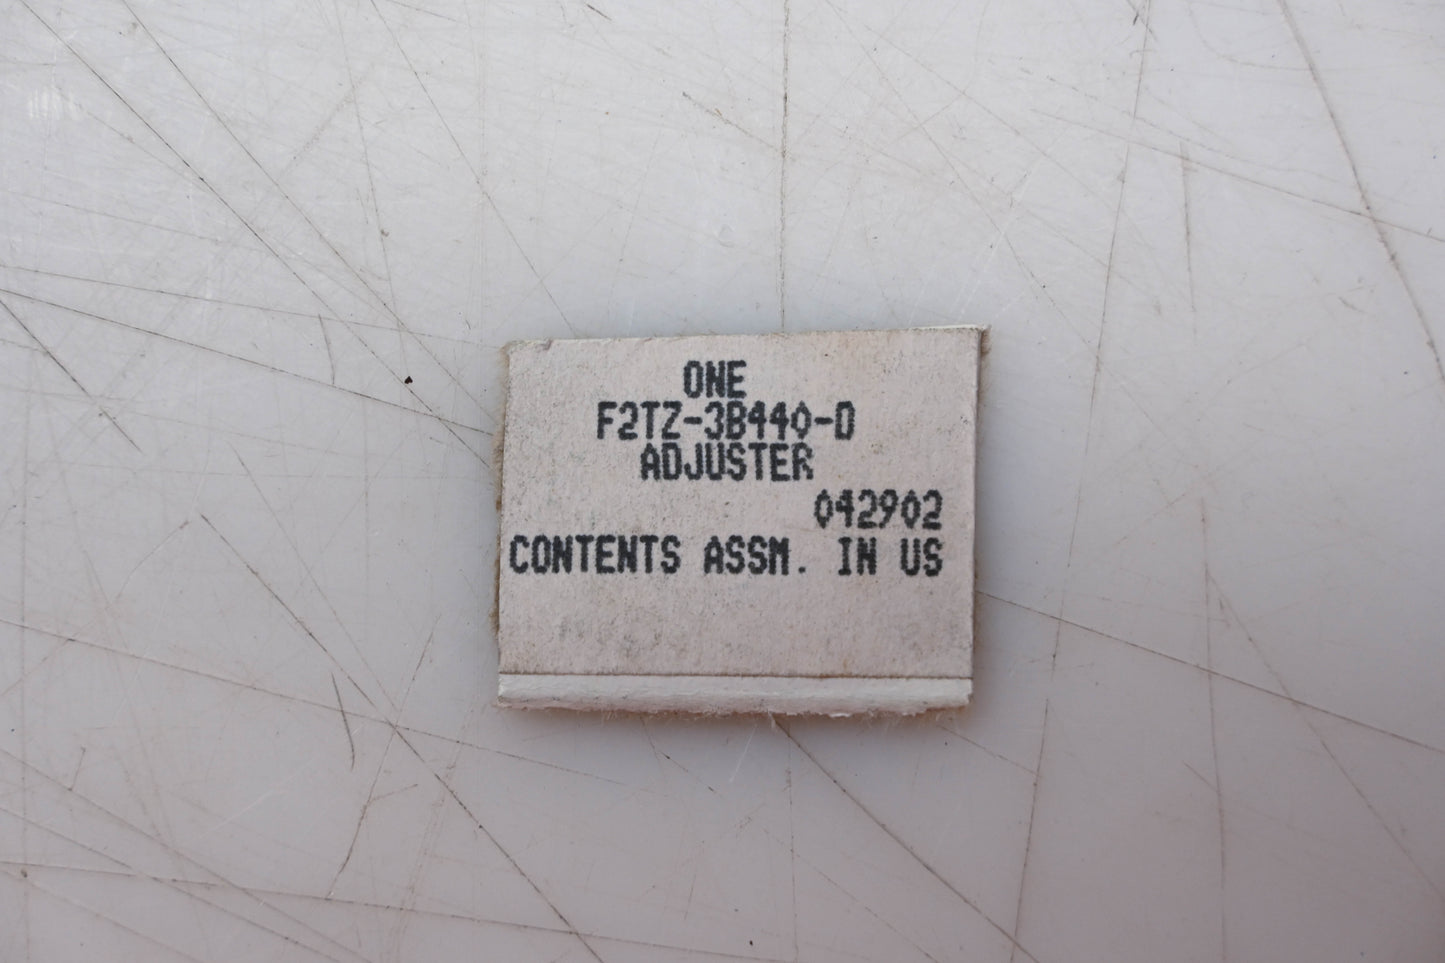 ONE
F2TZ-3B440-D
ADJUSTER
042902
CONTENTS ASSM. IN US